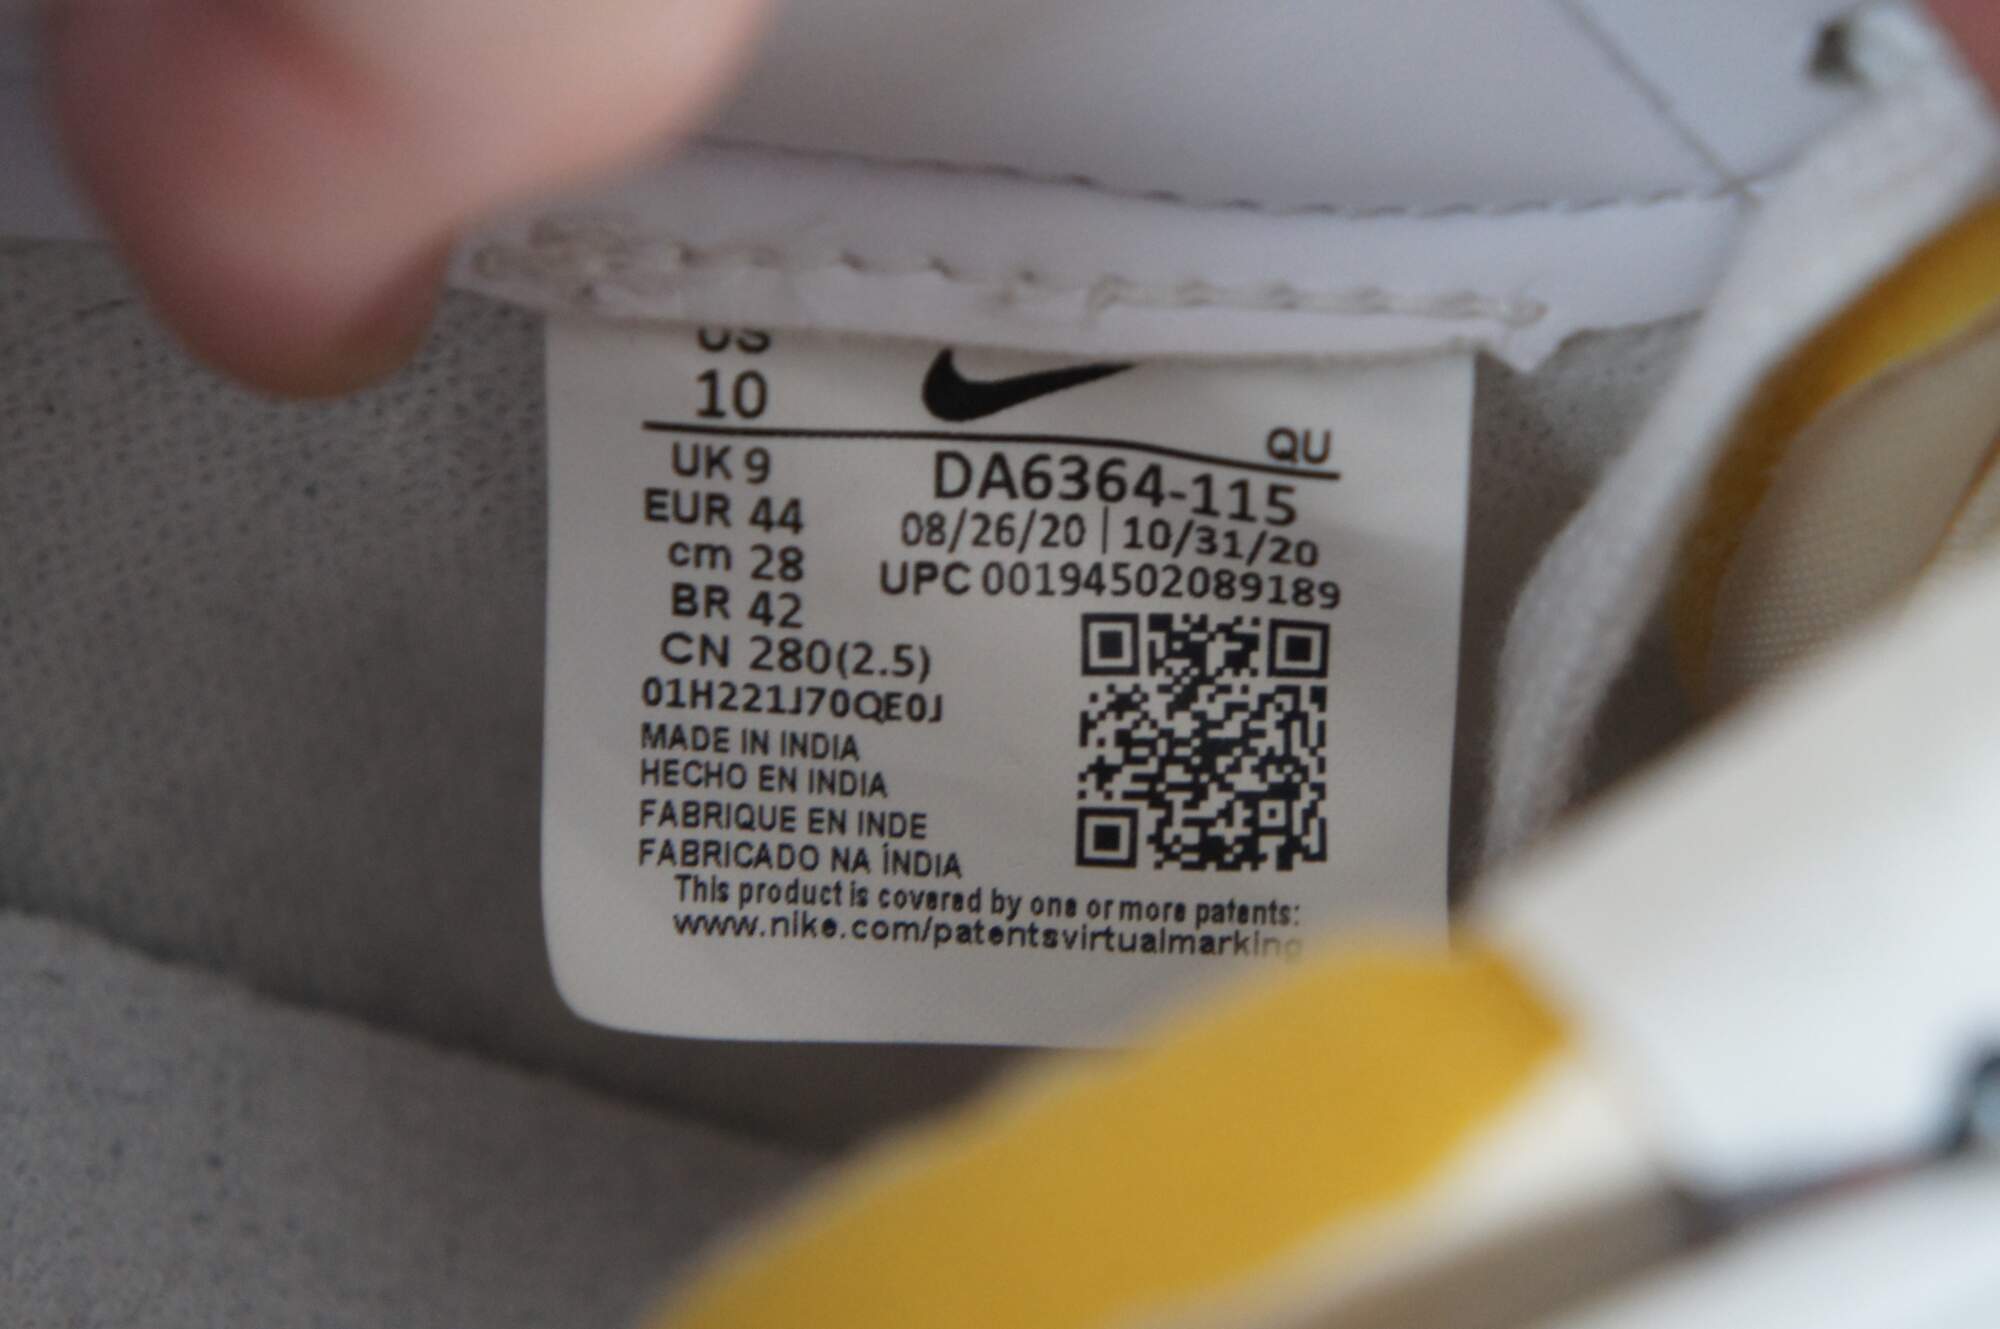 US
10
QU
UK 9
EUR 44
cm 28
BR 42
CN 280(2.5)
DA6364-115
08/26/20 | 10/31/20
UPC 00194502089189
01H221J70QE0J
MADE IN INDIA
HECHO EN INDIA
FABRIQUE EN INDE
FABRICADO NA ÍNDIA
This product is covered by one or more patents:
www.nike.com/patentsvirtualmarking